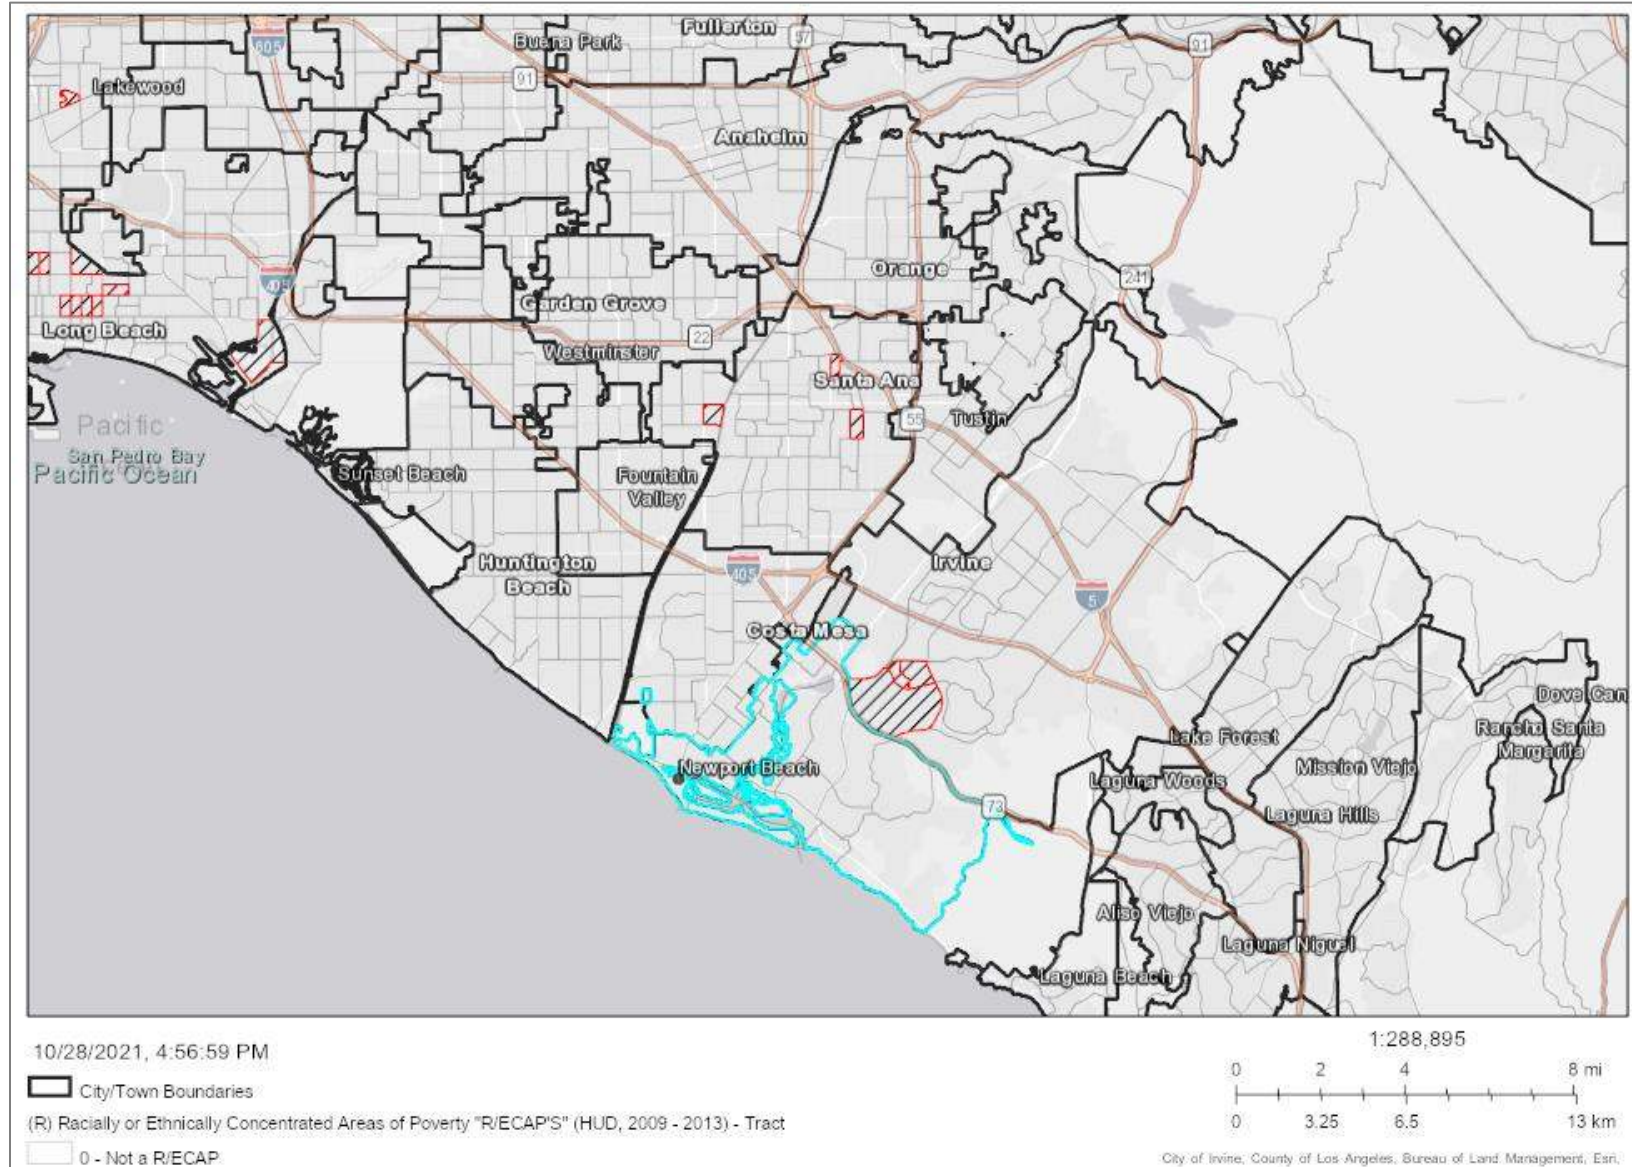 Fullerton
Buena Park
605
57
91
91
Lakewood
Anaheim
Orange
241
405
Garden Grove
Long Beach
22
Westminster
Santa Ana
55
Tustin
Pacific
San Pedro Bay
Pacific Ocean
Sunset Beach
Fountain
Valley
Huntington
Beach
405
Irvine
5
Costa Mesa
Dove Can
Rancho Santa
Margarita
Lake Forest
Newport Beach
Laguna Woods
Mission Viejo
73
Laguna Hills
Aliso Viejo
Laguna Niguel
Laguna Beach
10/28/2021, 4:56:59 PM
City/Town Boundaries
(R) Racially or Ethnically Concentrated Areas of Poverty "R/ECAP'S" (HUD, 2009 - 2013) - Tract
0 - Not a R/ECAP
1:288,895
0 2 4 8 mi
0 3.25 6.5 13 km
City of Irvine, County of Los Angeles, Bureau of Land Management, Esri,